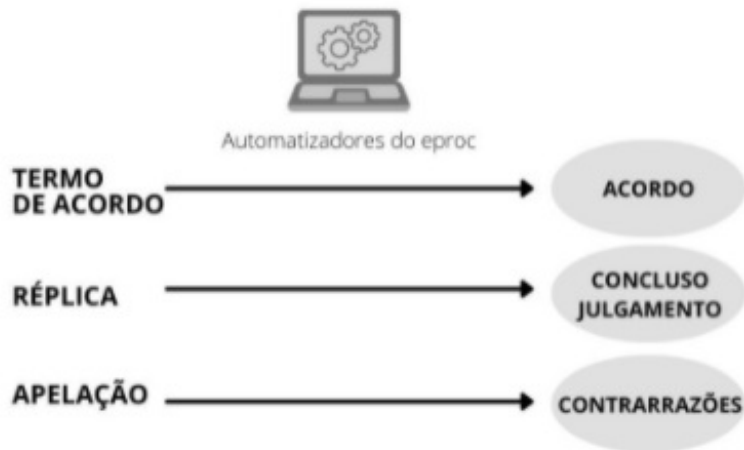 Automatizadores do eproc
TERMO
DE ACORDO
ACORDO
RÉPLICA
CONCLUSO
JULGAMENTO
APELAÇÃO
CONTRARRAZÕES